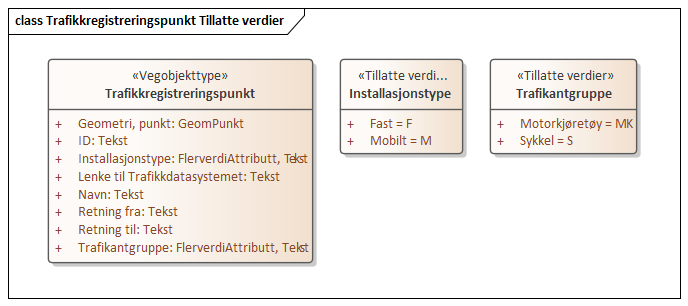 class Trafikkregistreringspunkt Tillatte verdier
«Vegobjekttype»
Trafikkregistreringspunkt
+ Geometri, punkt: GeomPunkt
+ ID: Tekst
+ Installasjonstype: FlerverdiAttributt, Tekst
+ Lenke til Trafikkdatasystemet: Tekst
+ Navn: Tekst
+ Retning fra: Tekst
+ Retning til: Tekst
+ Trafikantgruppe: FlerverdiAttributt, Tekst
«Tillatte verdi...
Installasjonstype
+ Fast = F
+ Mobilt = M
«Tillatte verdier»
Trafikantgruppe
+ Motorkjøretøy = MK
+ Sykkel = S